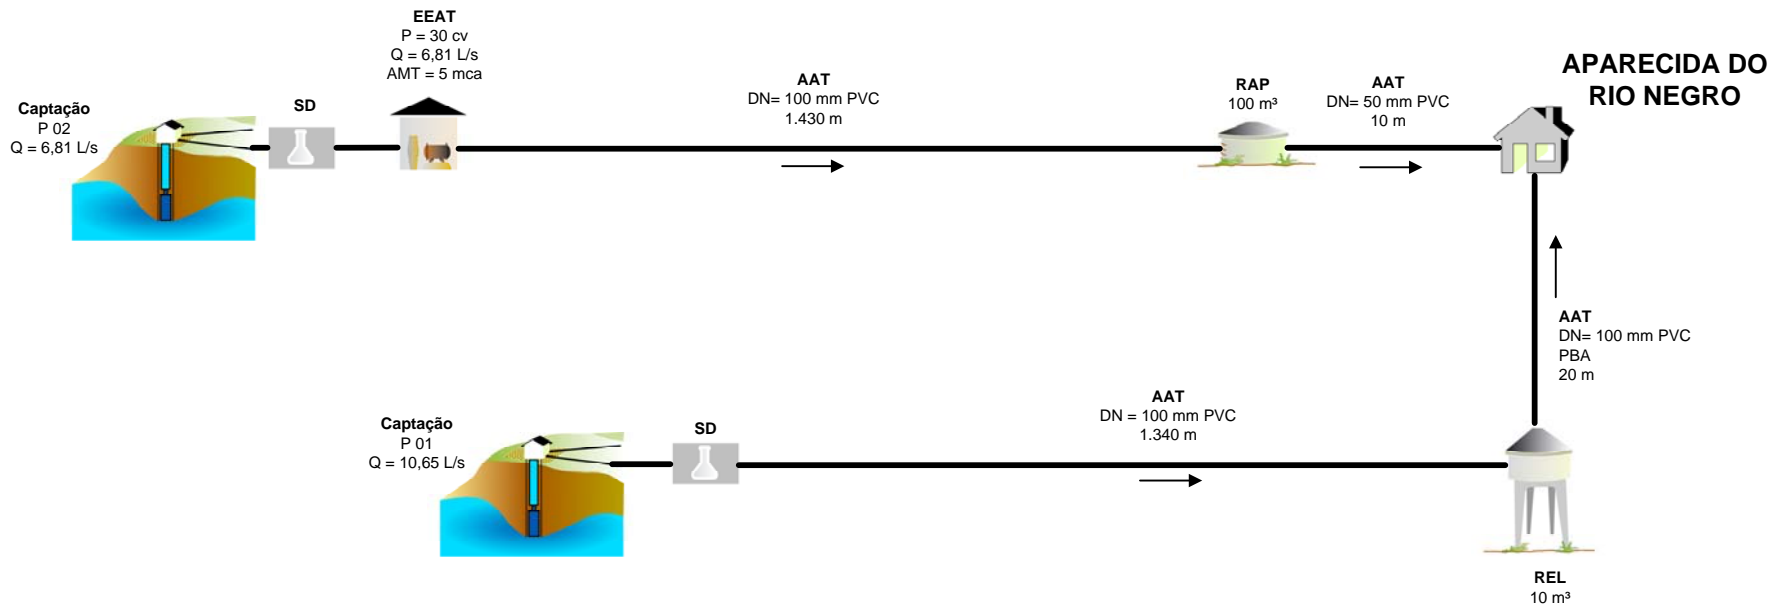 EEAT
P = 30 cv
Q = 6,81 L/s
AMT = 5 mca
APARECIDA DO
RIO NEGRO
AAT
DN= 100 mm PVC
1.430 m
RAP
100 m³
AAT
DN= 50 mm PVC
10 m
Captação
P 02
Q = 6,81 L/s
SD
AAT
DN= 100 mm PVC
PBA
20 m
AAT
DN = 100 mm PVC
1.340 m
Captação
P 01
Q = 10,65 L/s
SD
REL
10 m³